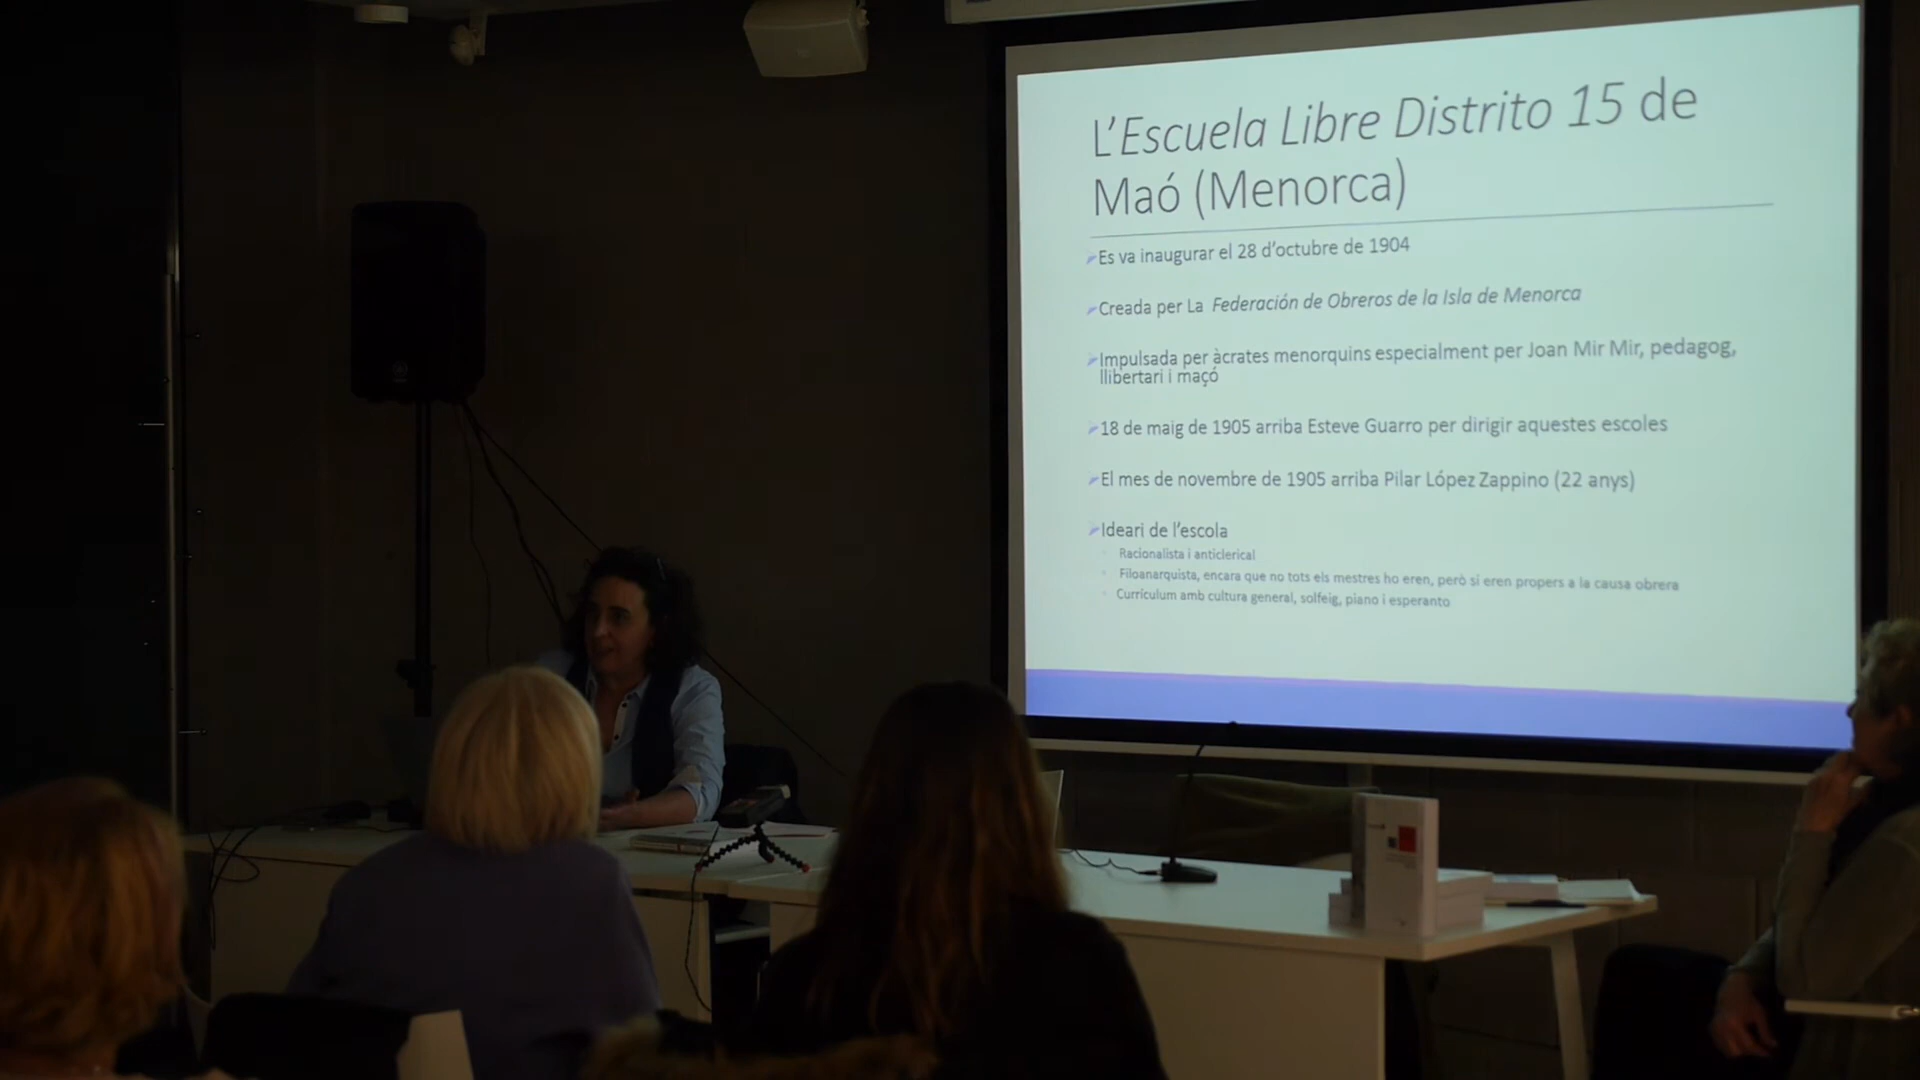 L'Escuela Libre Distrito 15 de
Maó (Menorca)
Es va inaugurar el 28 d'octubre de 1904
Creada per La Federación de Obreros de la Isla de Menorca
Impulsada per àcrates menorquins especialment per Joan Mir Mir, pedagog,
llibertari i maçó
18 de maig de 1905 arriba Esteve Guarro per dirigir aquestes escoles
El mes de novembre de 1905 arriba Pilar López Zappino (22 anys)
Ideari de l'escola
Racionalista i anticlerical
Filoanarquista, encara que no tots els mestres ho eren, però si eren propers a la causa obrera
Currículum amb cultura general, solfeig, piano i esperanto